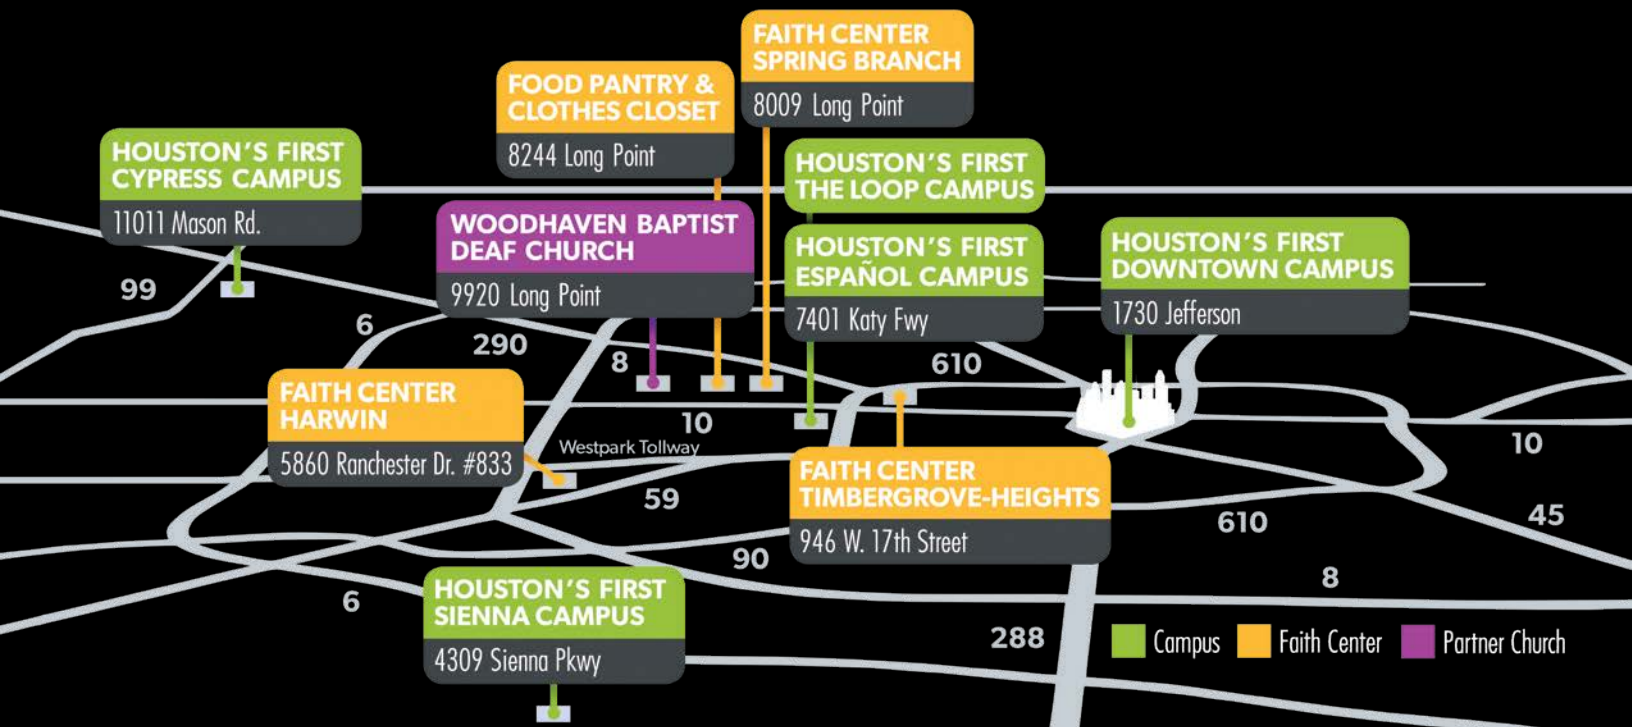 FAITH CENTER
SPRING BRANCH
8009 Long Point
FOOD PANTRY &
CLOTHES CLOSET
8244 Long Point
HOUSTON'S FIRST
CYPRESS CAMPUS
11011 Mason Rd.
HOUSTON'S FIRST
THE LOOP CAMPUS
WOODHAVEN BAPTIST
DEAF CHURCH
9920 Long Point
HOUSTON'S FIRST
ESPAÑOL CAMPUS
7401 Katy Fwy
HOUSTON'S FIRST
DOWNTOWN CAMPUS
1730 Jefferson
99
6
290
8
610
FAITH CENTER
HARWIN
5860 Ranchester Dr. #833
10
Westpark Tollway
10
59
FAITH CENTER
TIMBERGROVE-HEIGHTS
946 W. 17th Street
610
45
90
8
6
HOUSTON'S FIRST
SIENNA CAMPUS
4309 Sienna Pkwy
288
Campus
Faith Center
Partner Church